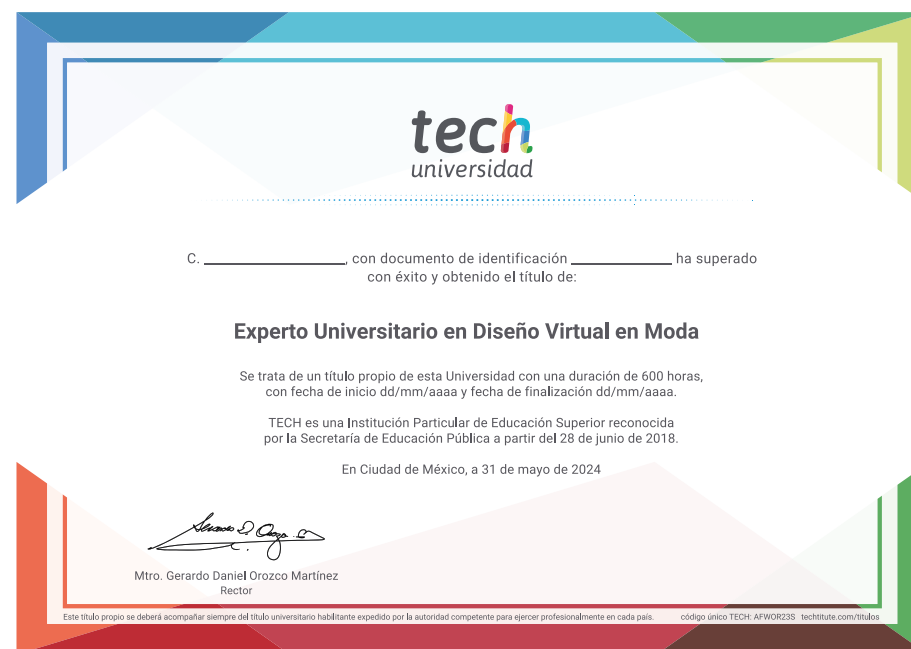 tech
universidad
C. ____________, con documento de identificación ____________ ha superado
con éxito y obtenido el título de:
Experto Universitario en Diseño Virtual en Moda
Se trata de un título propio de esta Universidad con una duración de 600 horas,
con fecha de inicio dd/mm/aaaa y fecha de finalización dd/mm/aaaa.
TECH es una Institución Particular de Educación Superior reconocida
por la Secretaría de Educación Pública a partir del 28 de junio de 2018.
En Ciudad de México, a 31 de mayo de 2024
Mtro. Gerardo Daniel Orozco Martínez
Rector
Este título propio se deberá acompañar siempre del título universitario habilitante expedido por la autoridad competente para ejercer profesionalmente en cada país. código único TECH: AFWOR23S techtitute.com/titulos